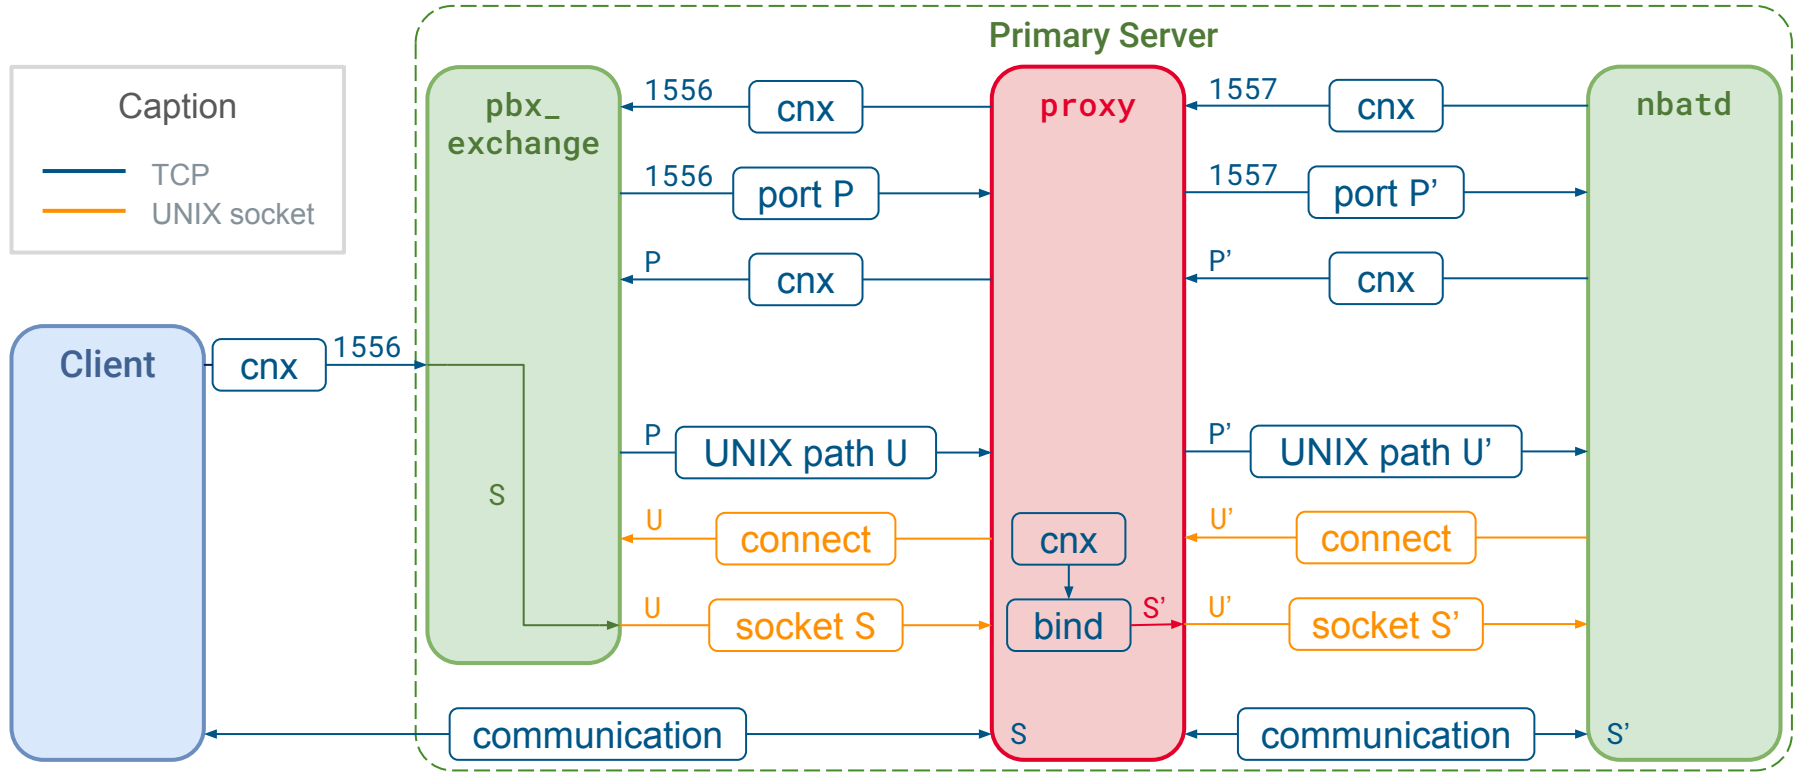 Primary Server
Caption
TCP
UNIX socket
pbx_
exchange
proxy
nbatd
1556
cnx
1557
cnx
1556
port P
1557
port P'
P
cnx
P'
cnx
Client
cnx
1556
P
UNIX path U
P'
UNIX path U'
S
U
connect
cnx
U'
connect
U
socket S
bind
S'
U'
socket S'
communication
S
communication
S'